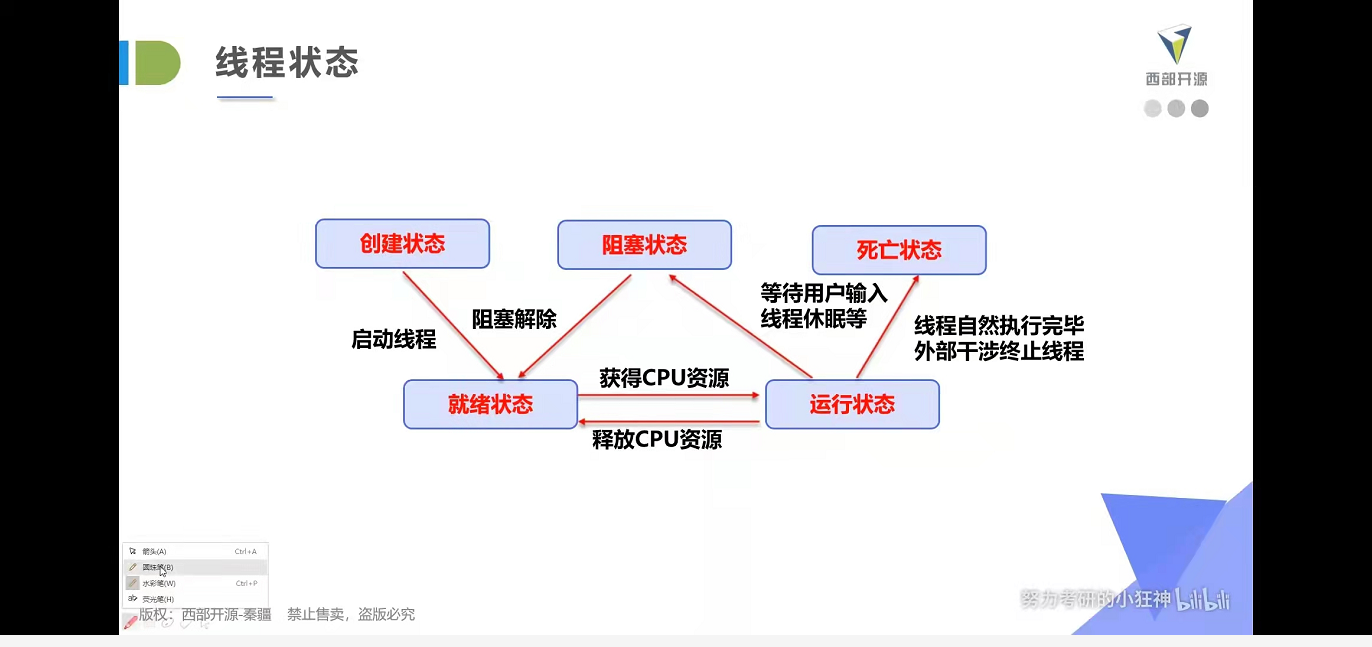 线程状态
西部开源
创建状态
阻塞状态
死亡状态
等待用户输入
线程休眠等
阻塞解除
启动线程
线程自然执行完毕
外部干涉终止线程
获得CPU资源
就绪状态
运行状态
释放CPU资源
箭头(A) Ctrl+A
圆珠笔(B)
水彩笔(W) Ctrl+P
荧光笔(H)
版权：西部开源-秦疆 禁止售卖，盗版必究
努力考研的小狂神 bilibili